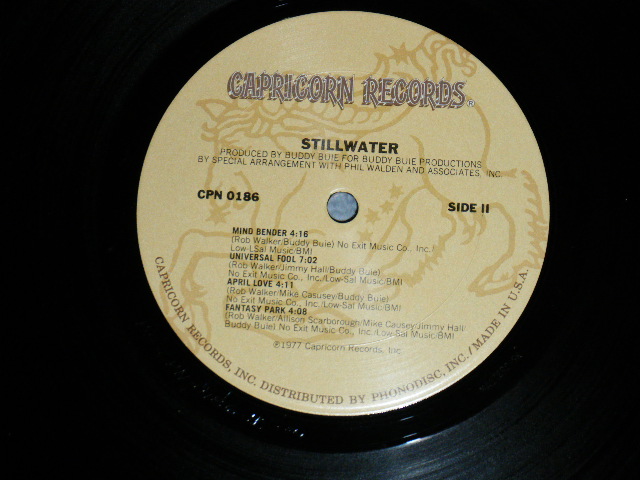 CAPRICORN RECORDS®
STILLWATER
PRODUCED BY BUDDY BUIE FOR BUDDY BUIE PRODUCTIONS
BY SPECIAL ARRANGEMENT WITH PHIL WALDEN AND ASSOCIATES, INC.
CPN 0186
SIDE II
MIND BENDER 4:16
(Rob Walker/Buddy Buie) No Exit Music Co., Inc./
Low-LSal Music/BMI
UNIVERSAL FOOL 7:02
(Rob Walker/Jimmy Hall/Buddy Buie)
No Exit Music Co., Inc./Low-Sal Music/BMI
APRIL LOVE 4:11
(Rob Walker/Mike Causey/Buddy Buie)
No Exit Music Co., Inc./Low-Sal Music/BMI
FANTASY PARK 4:08
(Rob Walker/Allison Scarborough/Mike Causey/Jimmy Hall/
Buddy Buie) No Exit Music Co., Inc./Low-Sal Music/BMI
℗1977 Capricorn Records, Inc.
CAPRICORN RECORDS, INC. DISTRIBUTED BY PHONODISC, INC./MADE IN U.S.A.